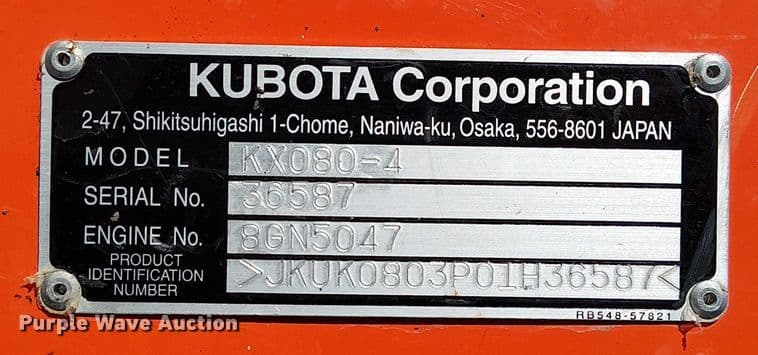 KUBOTA Corporation
2-47, Shikitsuhigashi 1-Chome, Naniwa-ku, Osaka, 556-8601 JAPAN
MODEL KX080-4
SERIAL No. 36587
ENGINE No. 8GN5047
PRODUCT
IDENTIFICATION
NUMBER >JKUK0803P01H36587<
RB548-57821
Purple Wave Auction